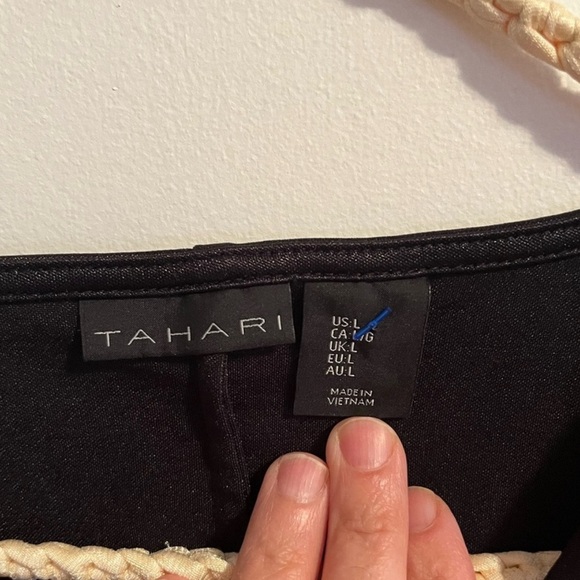 TAHARI
US:L
CA:L/G
UK:L
EU:L
AU:L
MADE IN
VIETNAM